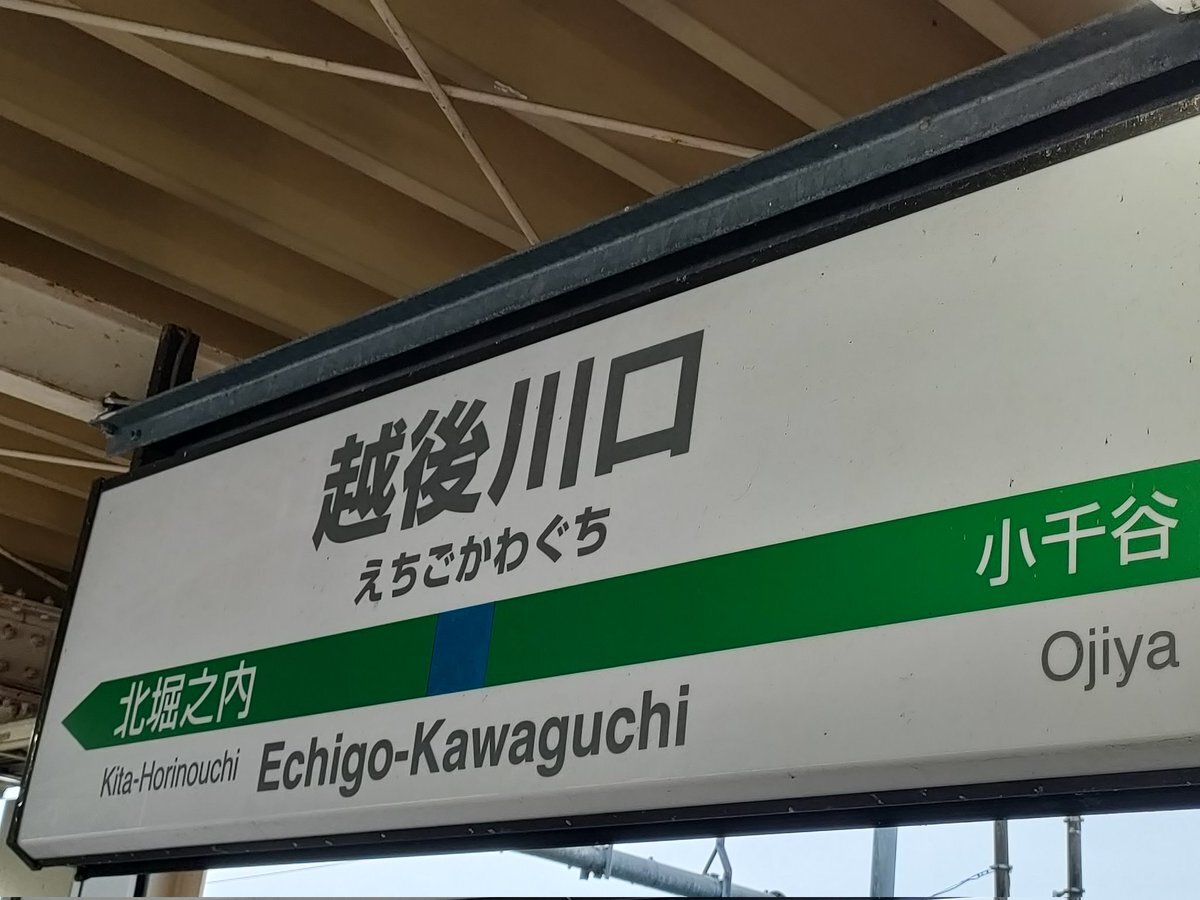 越後川口
えちごかわぐち
北堀之内
小千谷
Kita-Horinouchi
Echigo-Kawaguchi
Ojiya